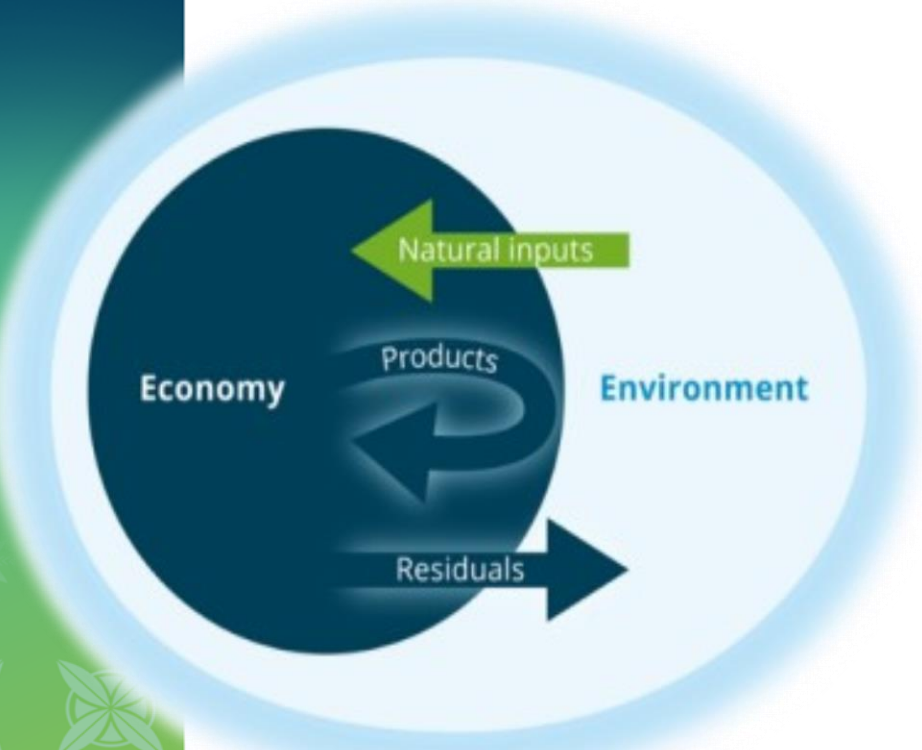 Natural inputs
Products
Economy
Environment
Residuals